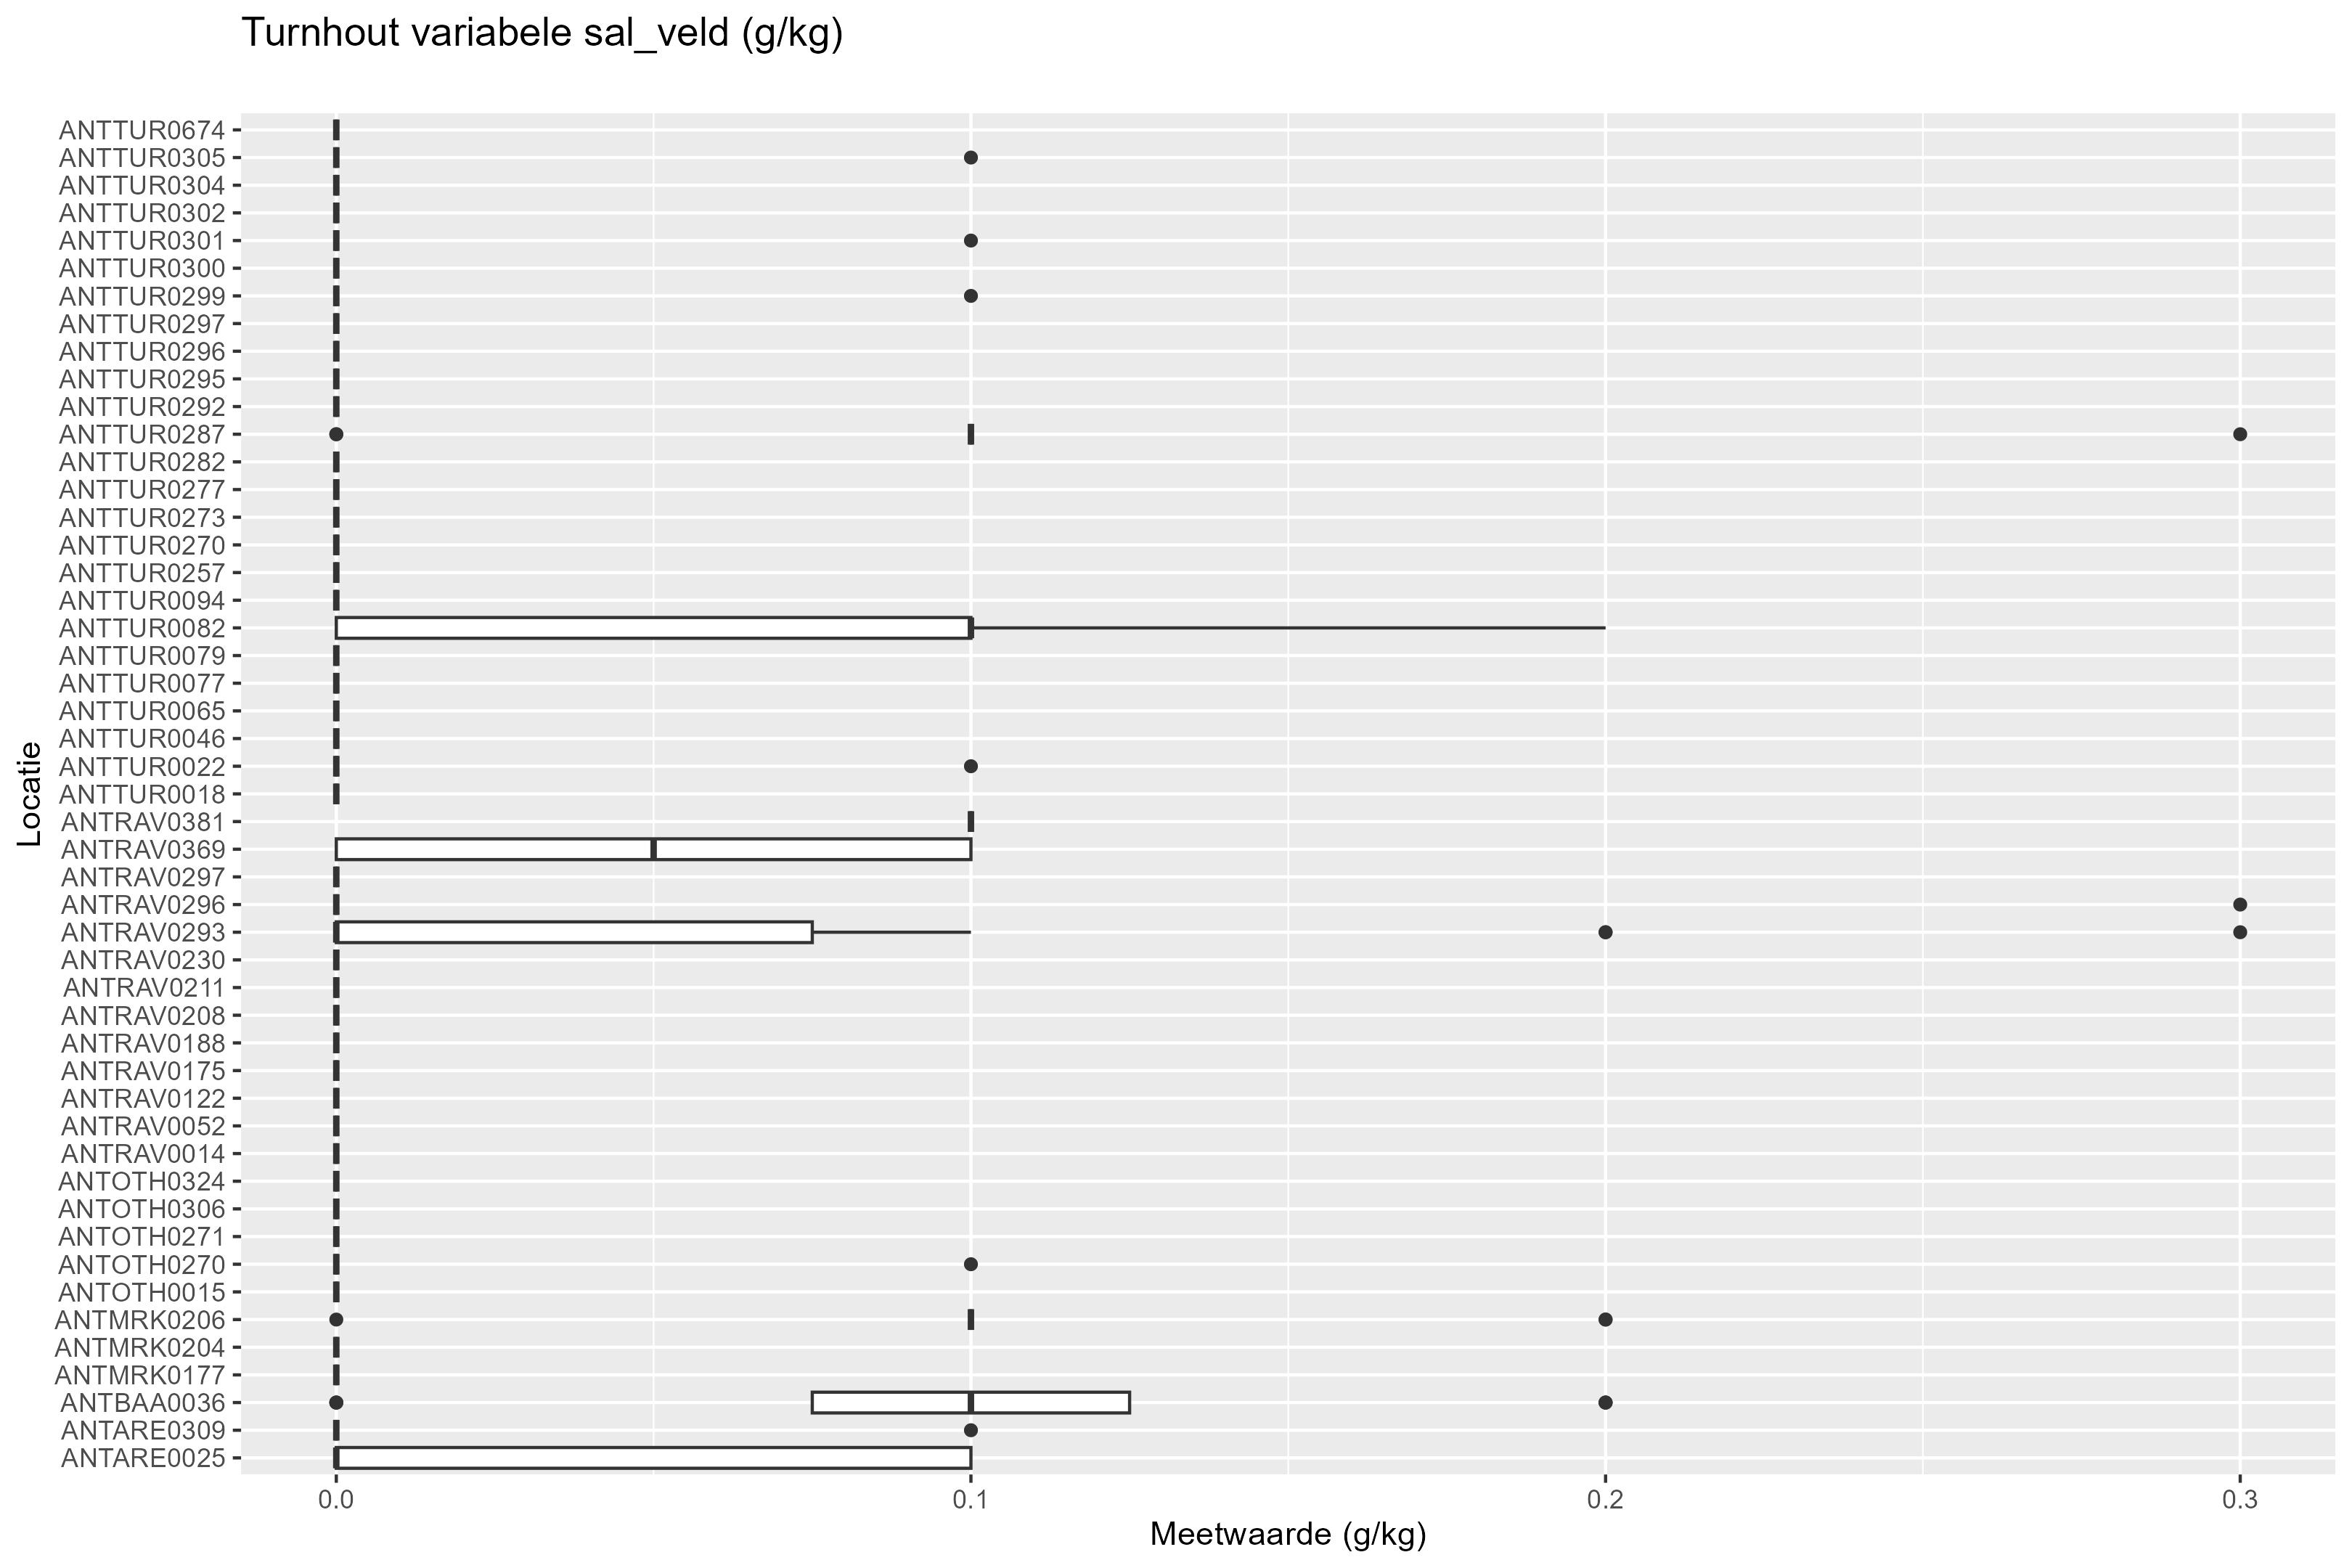 Turnhout variabele sal_veld (g/kg)
ANTTUR0674
ANTTUR0305
ANTTUR0304
ANTTUR0302
ANTTUR0301
ANTTUR0300
ANTTUR0299
ANTTUR0297
ANTTUR0296
ANTTUR0295
ANTTUR0292
ANTTUR0287
ANTTUR0282
ANTTUR0277
ANTTUR0273
ANTTUR0270
ANTTUR0257
ANTTUR0094
ANTTUR0082
ANTTUR0079
ANTTUR0077
ANTTUR0065
ANTTUR0046
ANTTUR0022
ANTTUR0018
ANTRAV0381
ANTRAV0369
ANTRAV0297
ANTRAV0296
ANTRAV0293
ANTRAV0230
ANTRAV0211
ANTRAV0208
ANTRAV0188
ANTRAV0175
ANTRAV0122
ANTRAV0052
ANTRAV0014
ANTOTH0324
ANTOTH0306
ANTOTH0271
ANTOTH0270
ANTOTH0015
ANTMRK0206
ANTMRK0204
ANTMRK0177
ANTBAA0036
ANTARE0309
ANTARE0025
Locatie
0.0 0.1 0.2 0.3
Meetwaarde (g/kg)